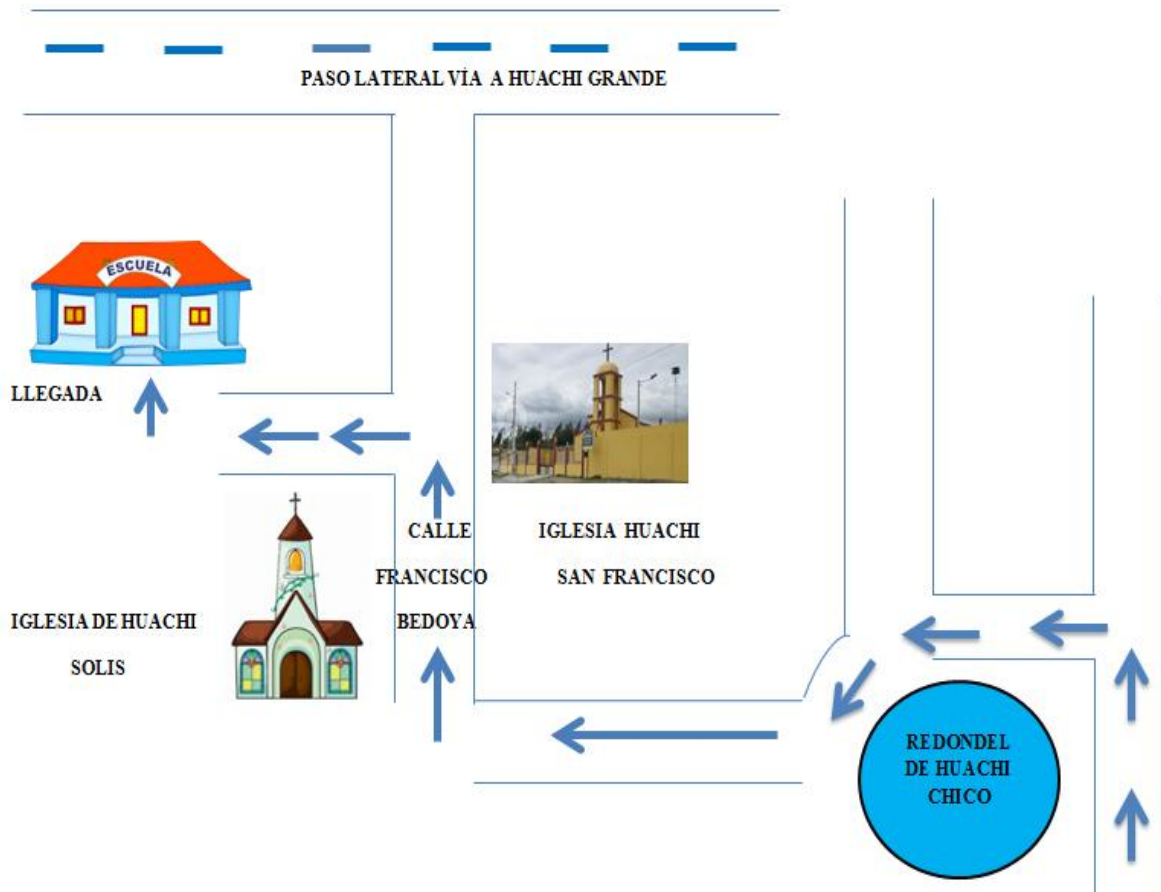 PASO LATERAL VÍA A HUACHI GRANDE
ESCUELA
LLEGADA
CALLE
FRANCISCO
BEDOYA
IGLESIA HUACHI
SAN FRANCISCO
IGLESIA DE HUACHI
SOLIS
REDONDEL
DE HUACHI
CHICO